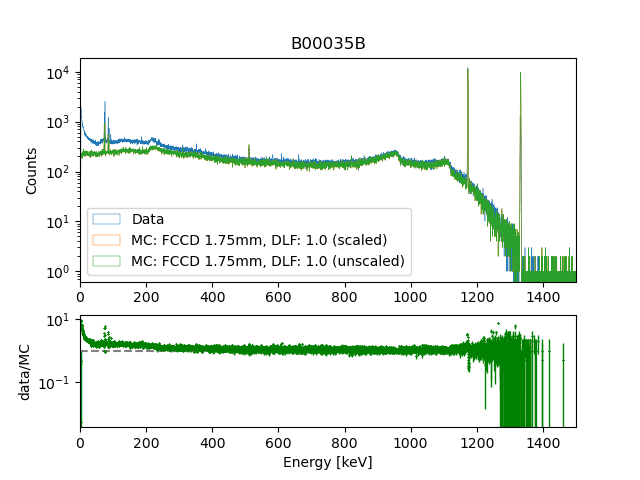 B00035B
Counts
10^4
10^3
10^2
10^1
10^0
Data
MC: FCCD 1.75mm, DLF: 1.0 (scaled)
MC: FCCD 1.75mm, DLF: 1.0 (unscaled)
0 200 400 600 800 1000 1200 1400
data/MC
10^1
10^-1
0 200 400 600 800 1000 1200 1400
Energy [keV]